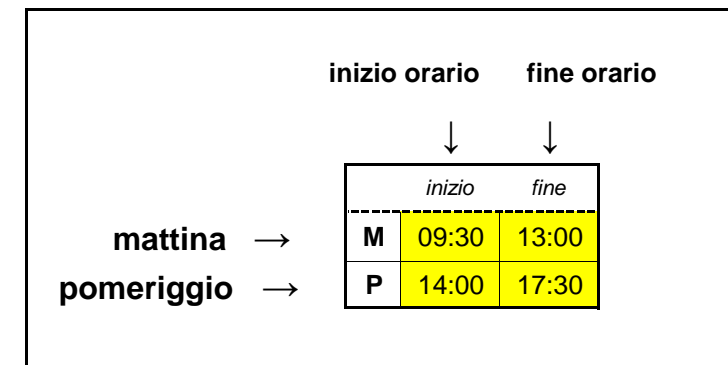 inizio orario fine orario
↓ ↓
inizio fine
mattina → M 09:30 13:00
pomeriggio → P 14:00 17:30